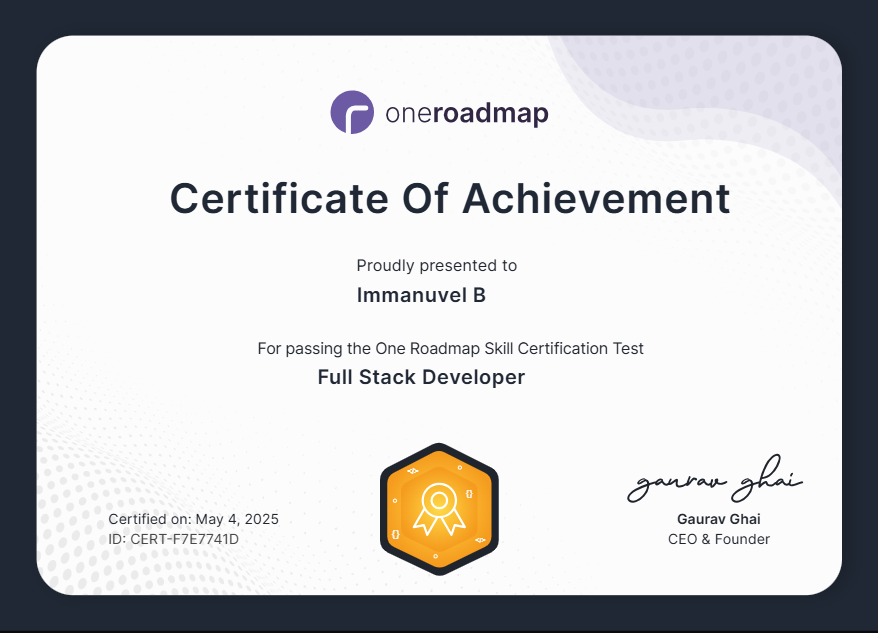 oneroadmap
Certificate Of Achievement
Proudly presented to
Immanuvel B
For passing the One Roadmap Skill Certification Test
Full Stack Developer
</>
{}
{}
</>
Certified on: May 4, 2025
ID: CERT-F7E7741D
gaurav ghai
Gaurav Ghai
CEO & Founder